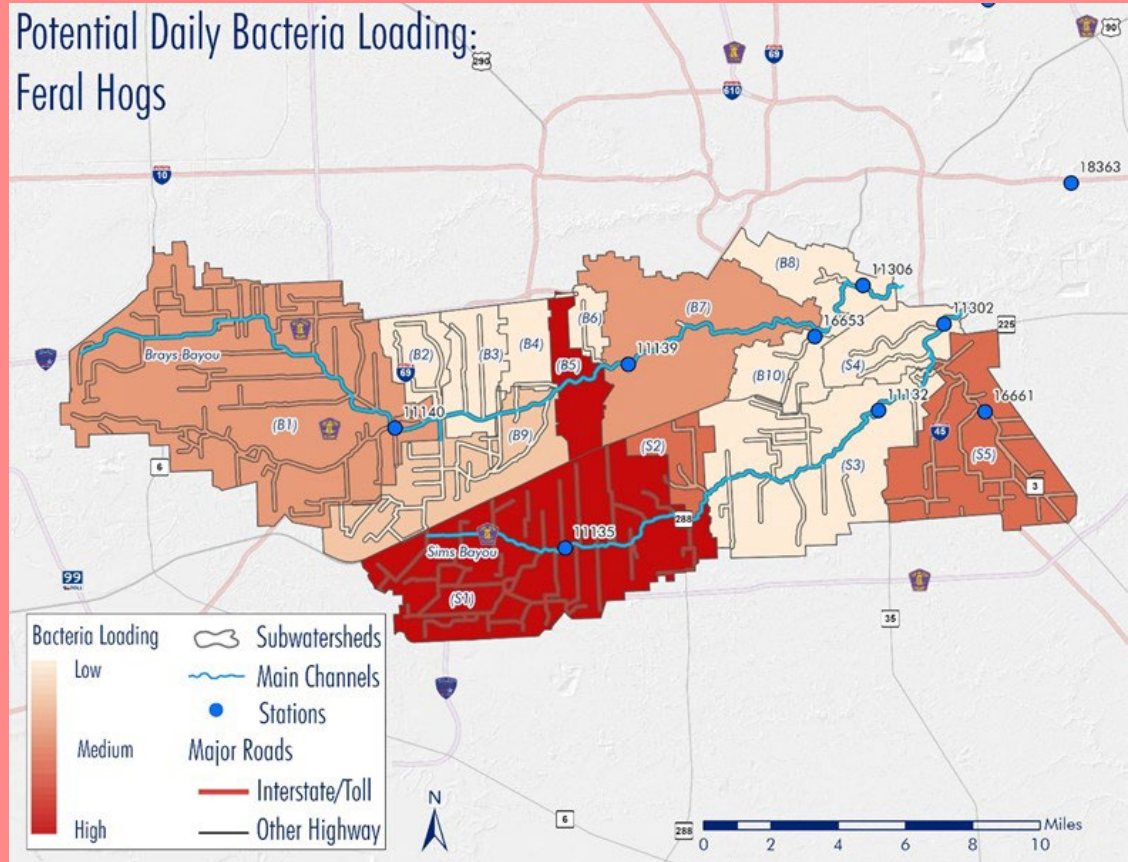 Potential Daily Bacteria Loading:
Feral Hogs
290
69
90
610
10
18363
(B8)
11306
11302
225
(B7)
(B6)
16653
Brays Bayou
(B2)
(B3)
(B4)
(B5)
11139
69
(B10)
(S4)
11132
16661
(B1)
11140
(B9)
(S2)
45
(S5)
6
(S3)
3
288
11135
Sims Bayou
99
(S1)
35
Bacteria Loading
Low
Medium
High
Subwatersheds
Main Channels
Stations
Major Roads
Interstate/Toll
Other Highway
N
6
288
Miles
0 2 4 6 8 10